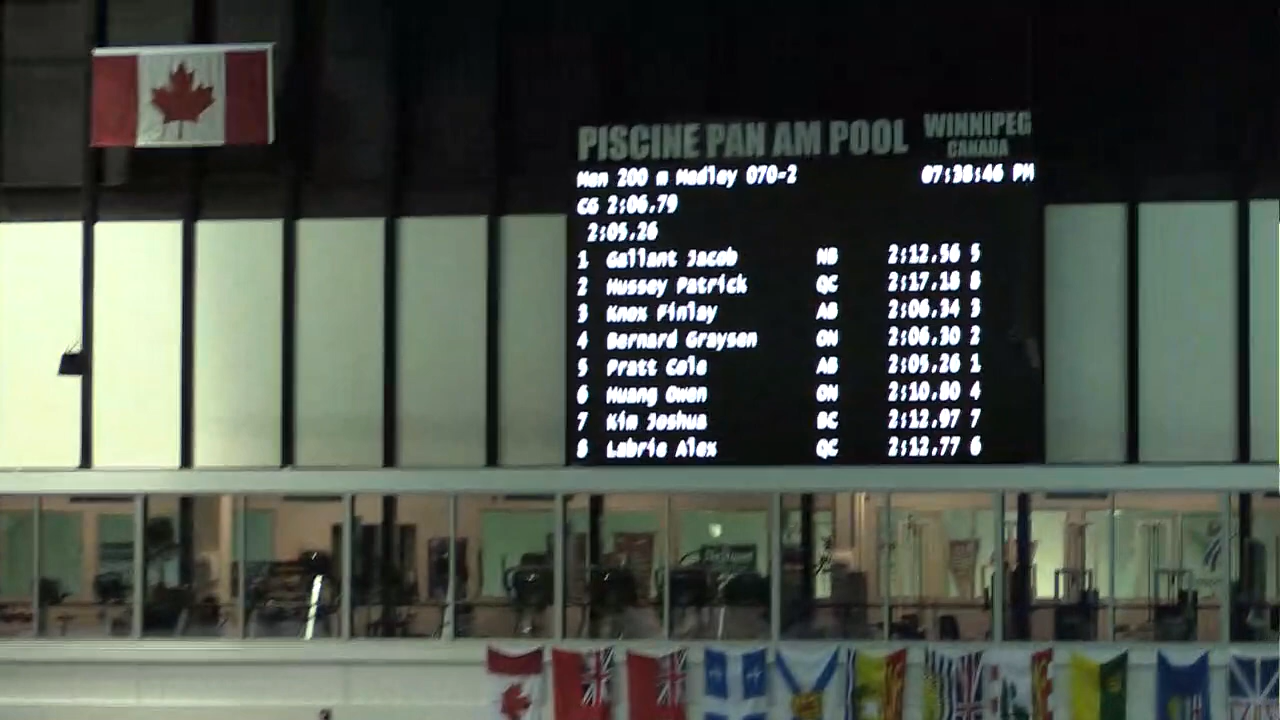 PISCINE PAN AM POOL WINNIPEG
CANADA
Men 200 m Medley 070-2 07:38:46 PM
CG 2:06.79
2:05.26
1 Gallant Jacob NB 2:12.56 5
2 Hussey Patrick QC 2:17.18 8
3 Knox Finlay AB 2:06.34 3
4 Bernard Graysen ON 2:06.30 2
5 Pratt Cole AB 2:05.26 1
6 Huang Owen ON 2:10.80 4
7 Kim Joshua BC 2:12.97 7
8 Labrie Alex QC 2:12.77 6